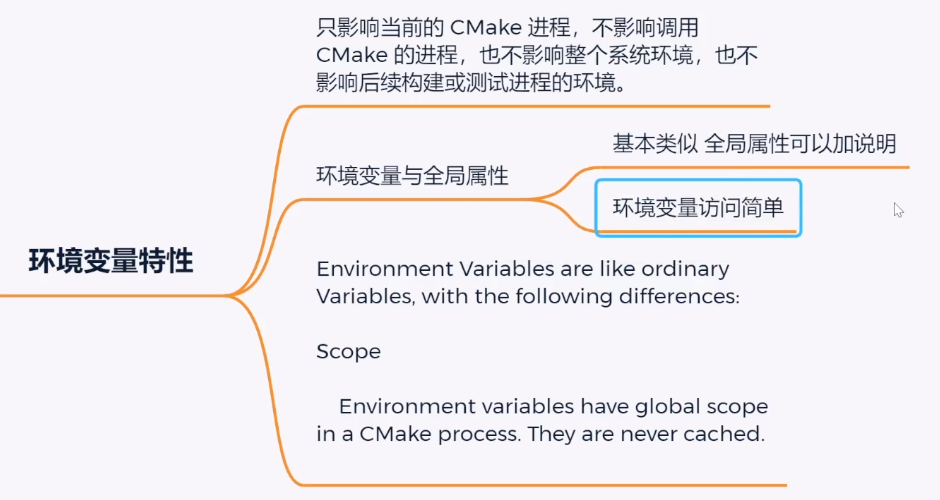 只影响当前的 CMake 进程，不影响调用
CMake 的进程，也不影响整个系统环境，也不
影响后续构建或测试进程的环境。
基本类似 全局属性可以加说明
环境变量与全局属性
环境变量访问简单
环境变量特性
Environment Variables are like ordinary
Variables, with the following differences:
Scope
Environment variables have global scope
in a CMake process. They are never cached.